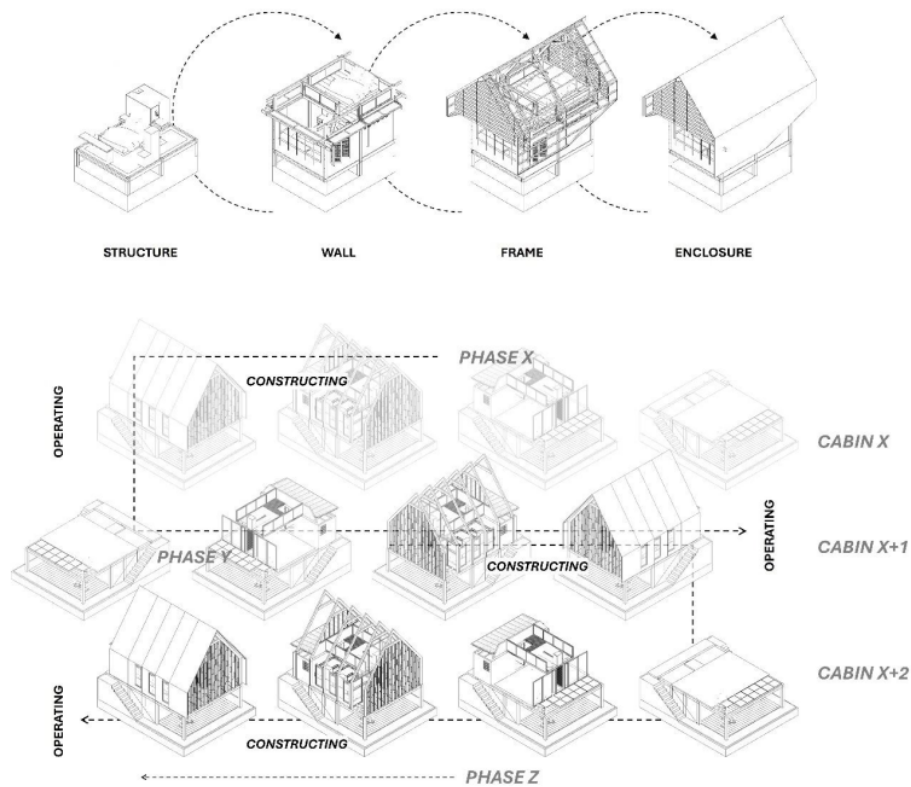 STRUCTURE
WALL
FRAME
ENCLOSURE
PHASE X
CONSTRUCTING
OPERATING
CABIN X
PHASE Y
CONSTRUCTING
OPERATING
CABIN X+1
CABIN X+2
OPERATING
CONSTRUCTING
PHASE Z